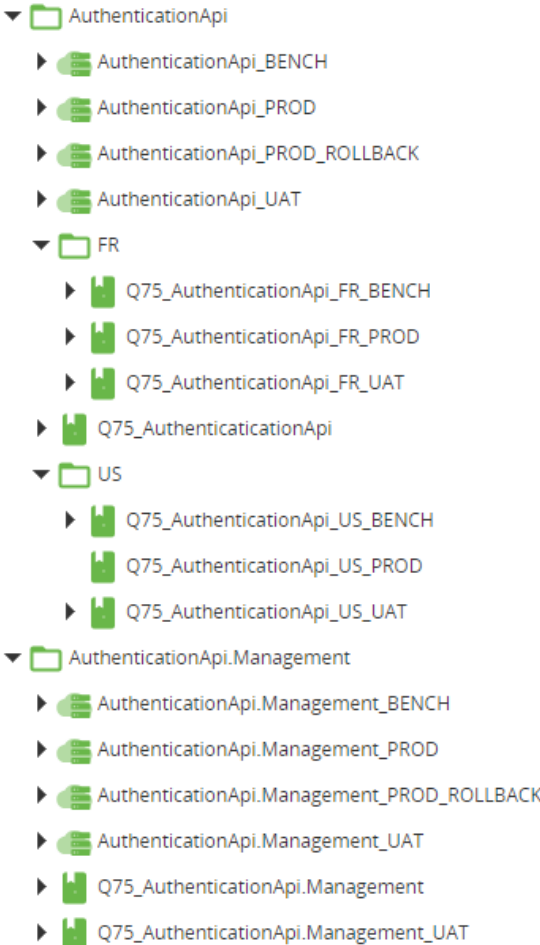 AuthenticationApi
AuthenticationApi_BENCH
AuthenticationApi_PROD
AuthenticationApi_PROD_ROLLBACK
AuthenticationApi_UAT
FR
Q75_AuthenticationApi_FR_BENCH
Q75_AuthenticationApi_FR_PROD
Q75_AuthenticationApi_FR_UAT
Q75_AuthenticaticationApi
US
Q75_AuthenticationApi_US_BENCH
Q75_AuthenticationApi_US_PROD
Q75_AuthenticationApi_US_UAT
AuthenticationApi.Management
AuthenticationApi.Management_BENCH
AuthenticationApi.Management_PROD
AuthenticationApi.Management_PROD_ROLLBACK
AuthenticationApi.Management_UAT
Q75_AuthenticationApi.Management
Q75_AuthenticationApi.Management_UAT